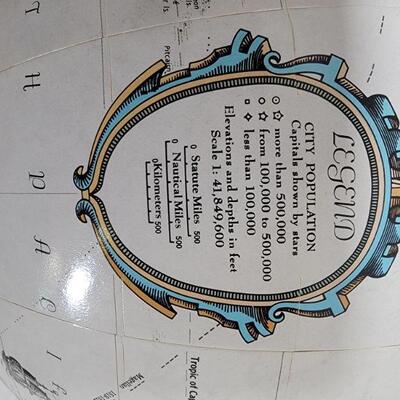 LEGEND
CITY POPULATION
Capitals shown by stars
more than 500,000
from 100,000 to 500,000
less than 100,000
Elevations and depths in feet
Scale 1: 41,849,600
0 Statute Miles 500
0 Nautical Miles 500
0 Kilometers 500
T H
P A C I F
Pitcairn
Tropic of Ca
Magellan